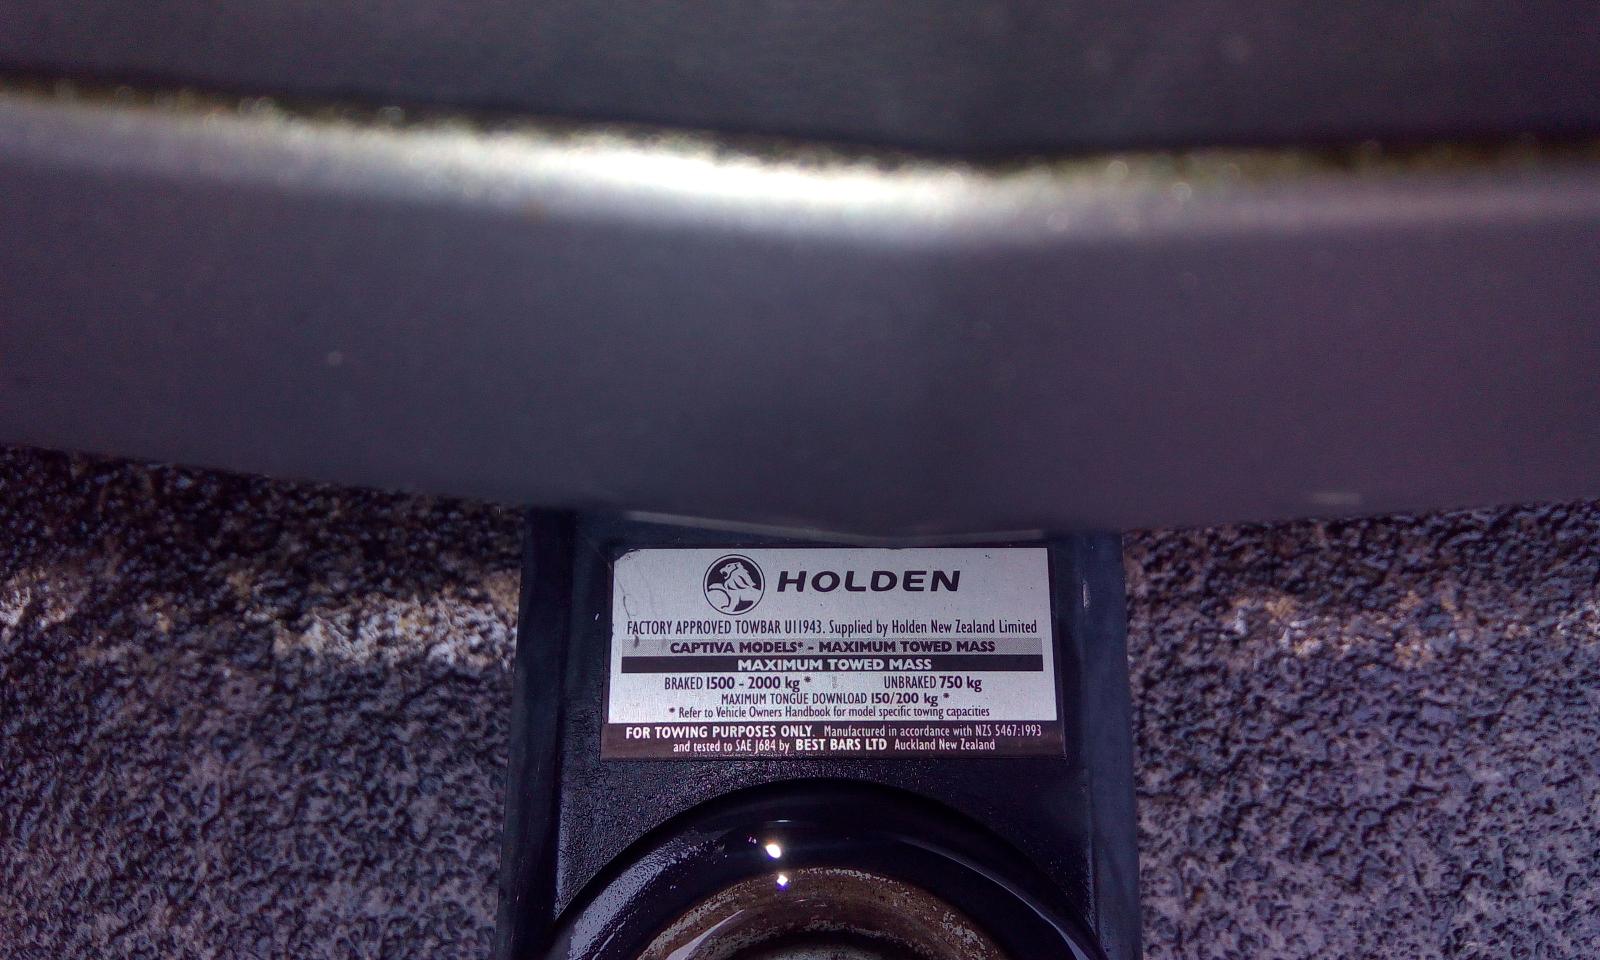 HOLDEN
FACTORY APPROVED TOWBAR U11943. Supplied by Holden New Zealand Limited
CAPTIVA MODELS* - MAXIMUM TOWED MASS
MAXIMUM TOWED MASS
BRAKED 1500 - 2000 kg * UNBRAKED 750 kg
MAXIMUM TONGUE DOWNLOAD 150/200 kg *
* Refer to Vehicle Owners Handbook for model specific towing capacities
FOR TOWING PURPOSES ONLY. Manufactured in accordance with NZS 5467:1993
and tested to SAE J684 by BEST BARS LTD Auckland New Zealand